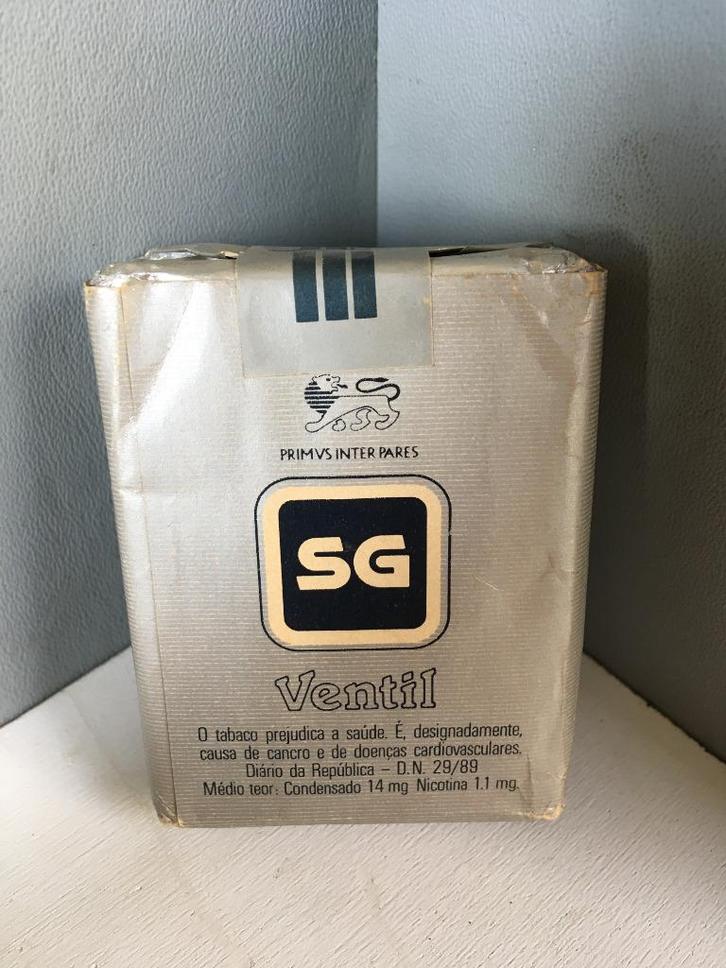 PRIMVS INTER PARES
SG
Ventil
O tabaco prejudica a saúde. É, designadamente,
causa de cancro e de doenças cardiovasculares.
Diário da República – D.N. 29/89
Médio teor: Condensado 14 mg Nicotina 1.1 mg.